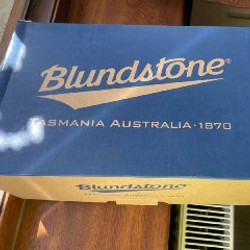 Blundstone®
TASMANIA AUSTRALIA · 1870
Blundstone®